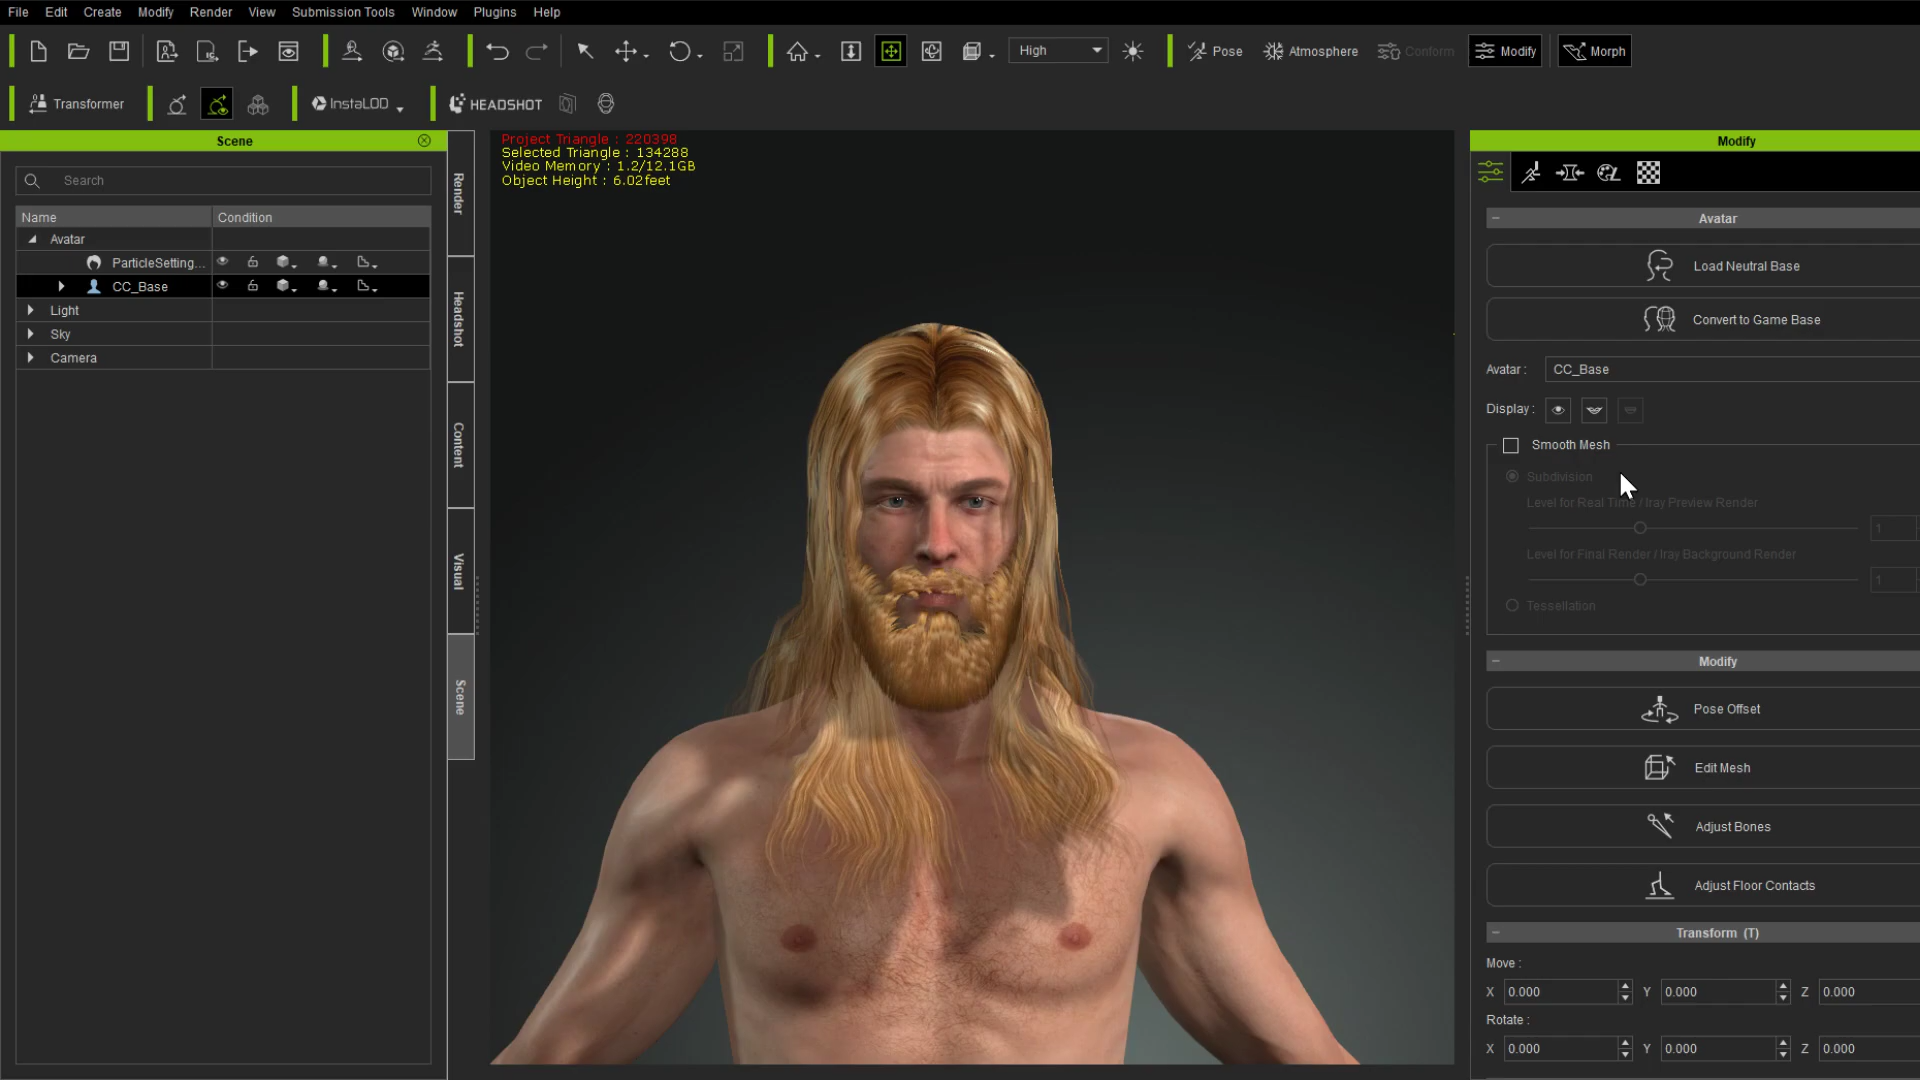 File Edit Create Modify Render View Submission Tools Window Plugins Help
High Pose Atmosphere Conform Modify Morph
Transformer InstaLOD HEADSHOT
Scene
Search
Name Condition
Avatar
ParticleSetting...
CC_Base
Light
Sky
Camera
Render
Headshot
Content
Visual
Scene
Project Triangle : 220398
Selected Triangle : 134288
Video Memory : 1.2/12.1GB
Object Height : 6.02feet
Modify
Avatar
Load Neutral Base
Convert to Game Base
Avatar : CC_Base
Display :
Smooth Mesh
Subdivision
Level for Real Time / Iray Preview Render
1
Level for Final Render / Iray Background Render
1
Tessellation
Modify
Pose Offset
Edit Mesh
Adjust Bones
Adjust Floor Contacts
Transform (T)
Move :
X 0.000 Y 0.000 Z 0.000
Rotate :
X 0.000 Y 0.000 Z 0.000